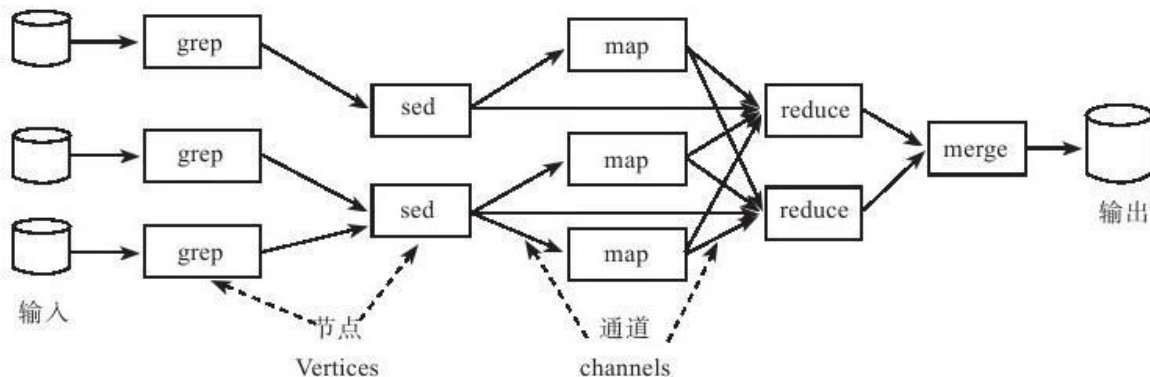 grep
map
sed
reduce
grep
map
merge
sed
reduce
输出
grep
map
输入
节点
通道
Vertices
channels